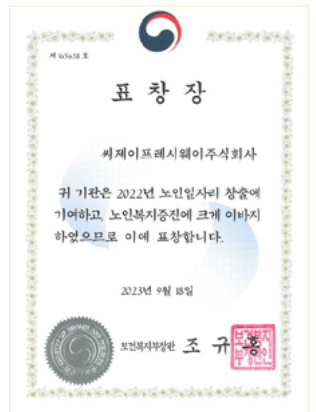 제 165658 호
표 창 장
씨제이프레시웨이주식회사
귀 기관은 2022년 노인일자리 창출에
기여하고, 노인복지증진에 크게 이바지
하였으므로 이에 표창합니다.
2023년 9월 18일
보건복지부장관 조 규 홍